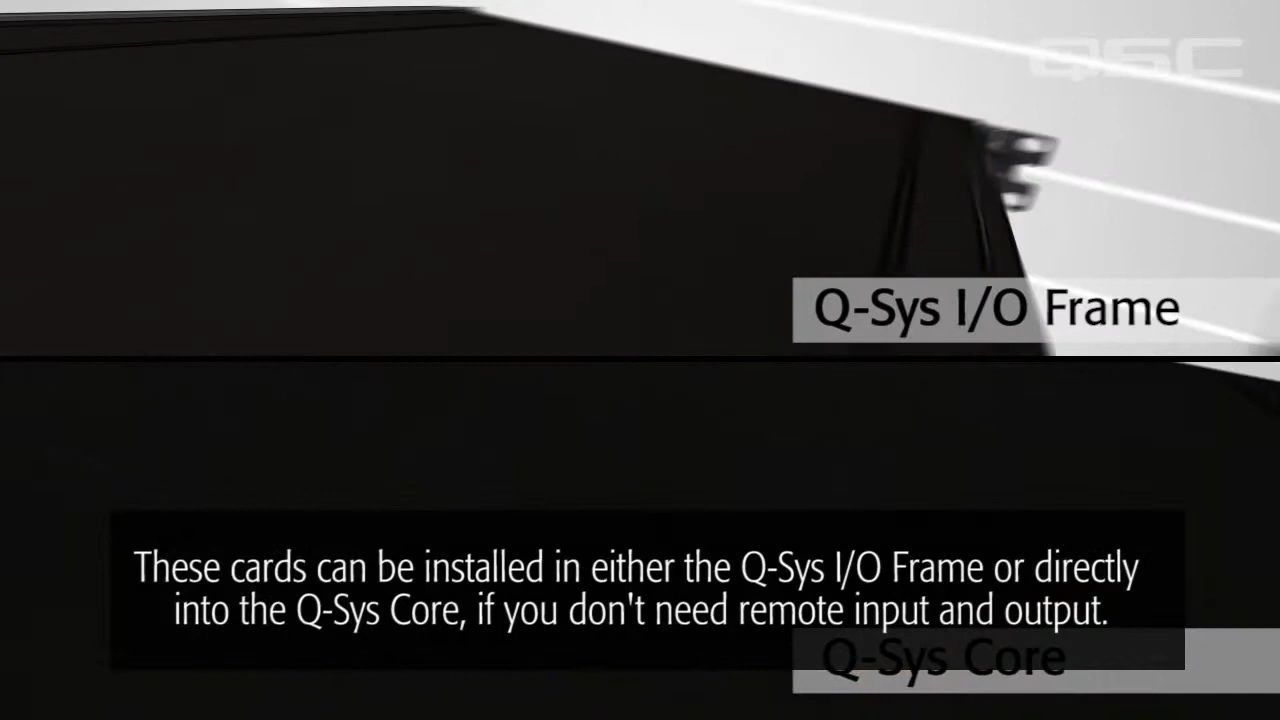 QSC
Q-Sys I/O Frame
These cards can be installed in either the Q-Sys I/O Frame or directly
into the Q-Sys Core, if you don't need remote input and output.
Q-Sys Core